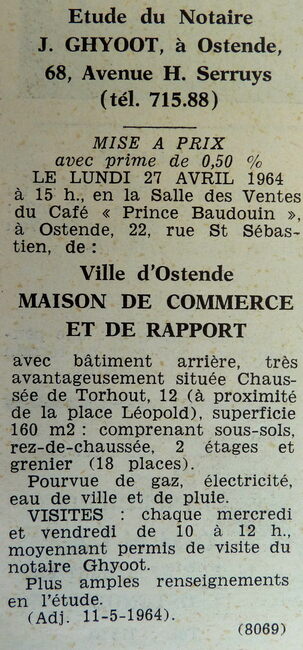 Etude du Notaire
J. GHYOOT, à Ostende,
68, Avenue H. Serruys
(tél. 715.88)
MISE A PRIX
avec prime de 0,50 %
LE LUNDI 27 AVRIL 1964
à 15 h., en la Salle des Ventes
du Café « Prince Baudouin »,
à Ostende, 22, rue St Sébas-
tien, de :
Ville d'Ostende
MAISON DE COMMERCE
ET DE RAPPORT
avec bâtiment arrière, très
avantageusement située Chaus-
sée de Torhout, 12 (à proximité
de la place Léopold), superficie
160 m2 : comprenant sous-sols,
rez-de-chaussée, 2 étages et
grenier (18 places).
Pourvue de gaz, électricité,
eau de ville et de pluie.
VISITES : chaque mercredi
et vendredi de 10 à 12 h.,
moyennant permis de visite du
notaire Ghyoot.
Plus amples renseignements
en l'étude.
(Adj. 11-5-1964).
(8069)